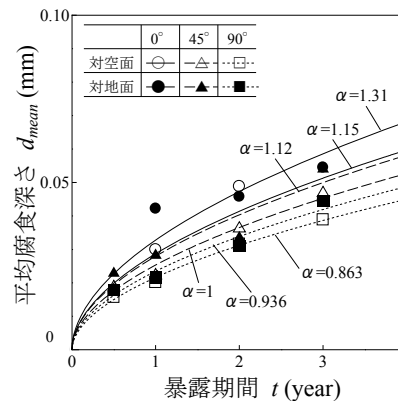 0.10
0° 45° 90°
対空面
対地面
α=1.31
α=1.15
α=1.12
0.05
平均腐食深さ d_mean (mm)
α=1
α=0.936
α=0.863
0
0 1 2 3
暴露期間 t (year)